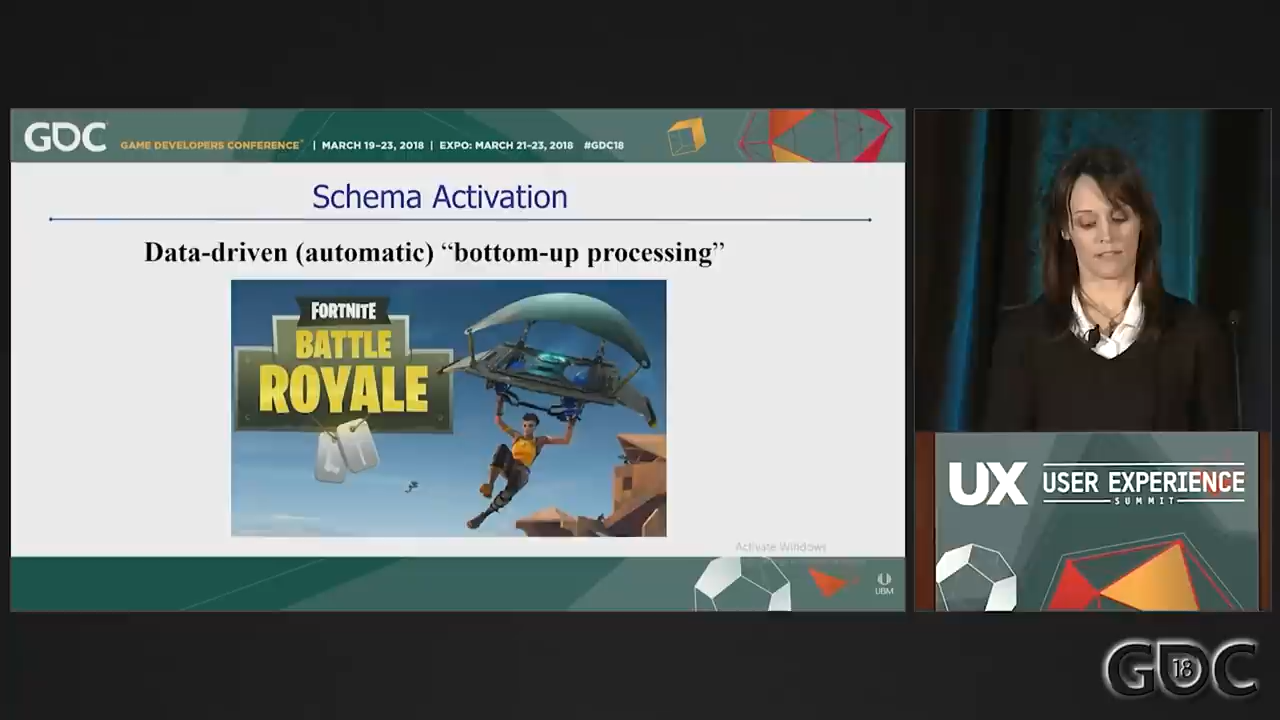 GDC
GAME DEVELOPERS CONFERENCE | MARCH 19–23, 2018 | EXPO: MARCH 21–23, 2018 #GDC18
Schema Activation
Data-driven (automatic) “bottom-up processing”
FORTNITE
BATTLE
ROYALE
Activate Windows
UBM
UX USER EXPERIENCE
SUMMIT
GDC
18